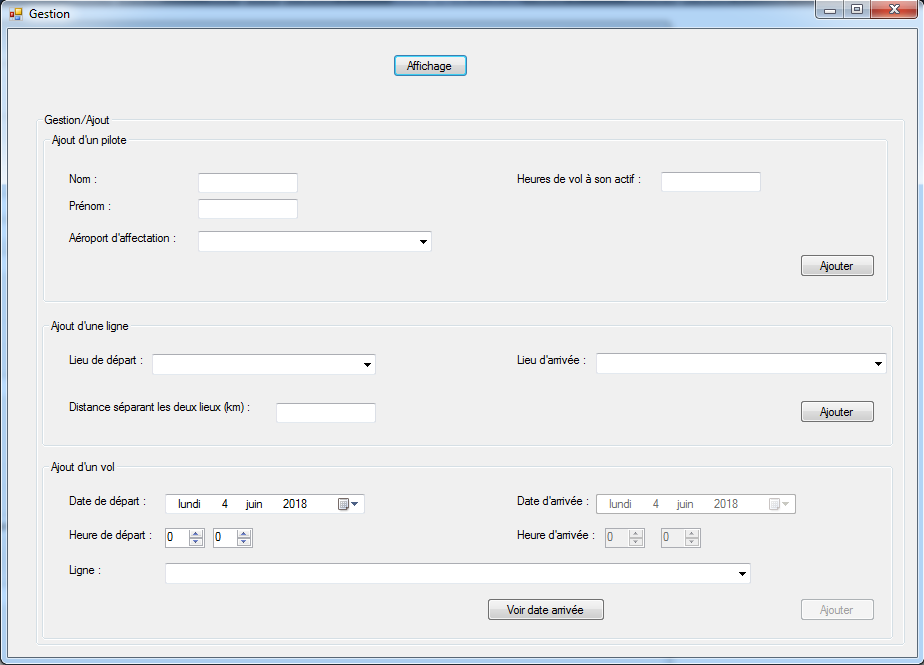 Gestion
Affichage
Gestion/Ajout
Ajout d'un pilote
Nom :
Heures de vol à son actif :
Prénom :
Aéroport d'affectation :
Ajouter
Ajout d'une ligne
Lieu de départ :
Lieu d'arrivée :
Distance séparant les deux lieux (km) :
Ajouter
Ajout d'un vol
Date de départ : lundi 4 juin 2018
Date d'arrivée : lundi 4 juin 2018
Heure de départ : 0 0
Heure d'arrivée : 0 0
Ligne :
Voir date arrivée
Ajouter